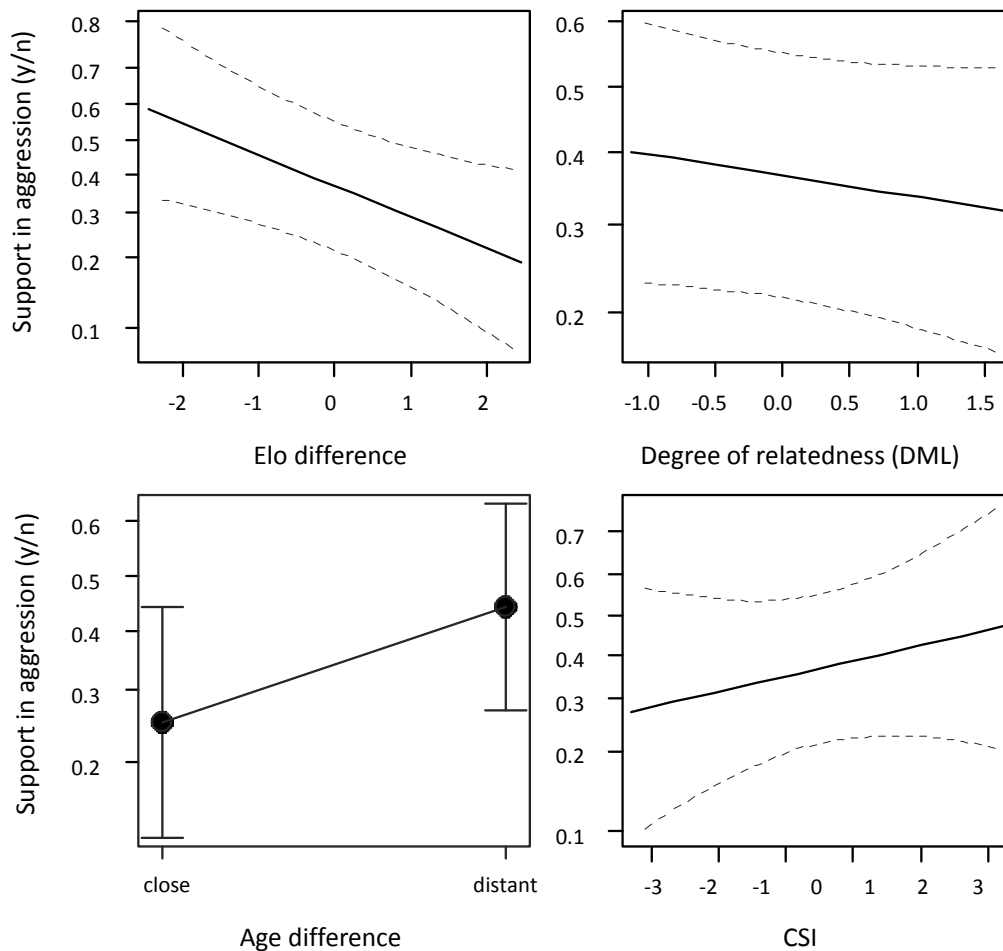 Support in aggression (y/n)
0.8
0.7
0.6
0.5
0.4
0.3
0.2
0.1
-2 -1 0 1 2
Elo difference
0.6
0.5
0.4
0.3
0.2
-1.0 -0.5 0.0 0.5 1.0 1.5
Degree of relatedness (DML)
Support in aggression (y/n)
0.6
0.5
0.4
0.3
0.2
close distant
Age difference
0.7
0.6
0.5
0.4
0.3
0.2
0.1
-3 -2 -1 0 1 2 3
CSI